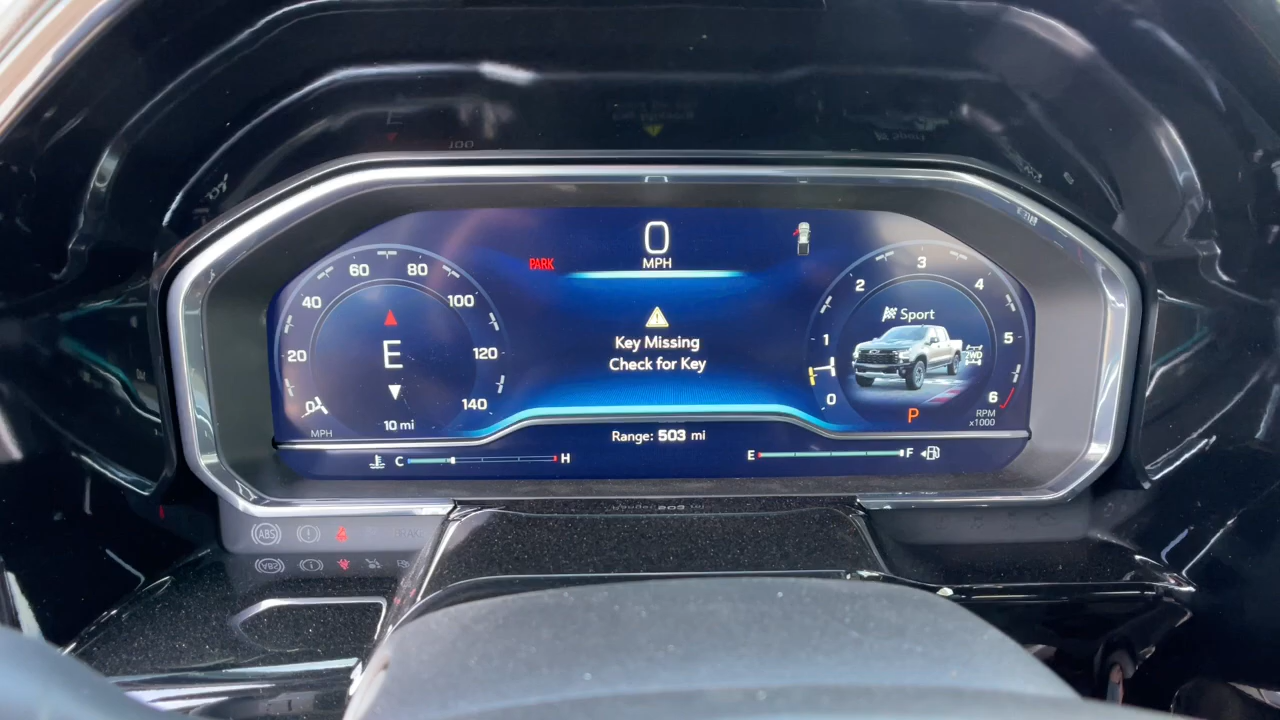 0
MPH
PARK
60 80
40 100
20 120
0 140
E
10 mi
MPH
Key Missing
Check for Key
3
2 4
1 5
0 6
Sport
2WD
P
RPM
x1000
Range: 503 mi
C H
E F
ABS